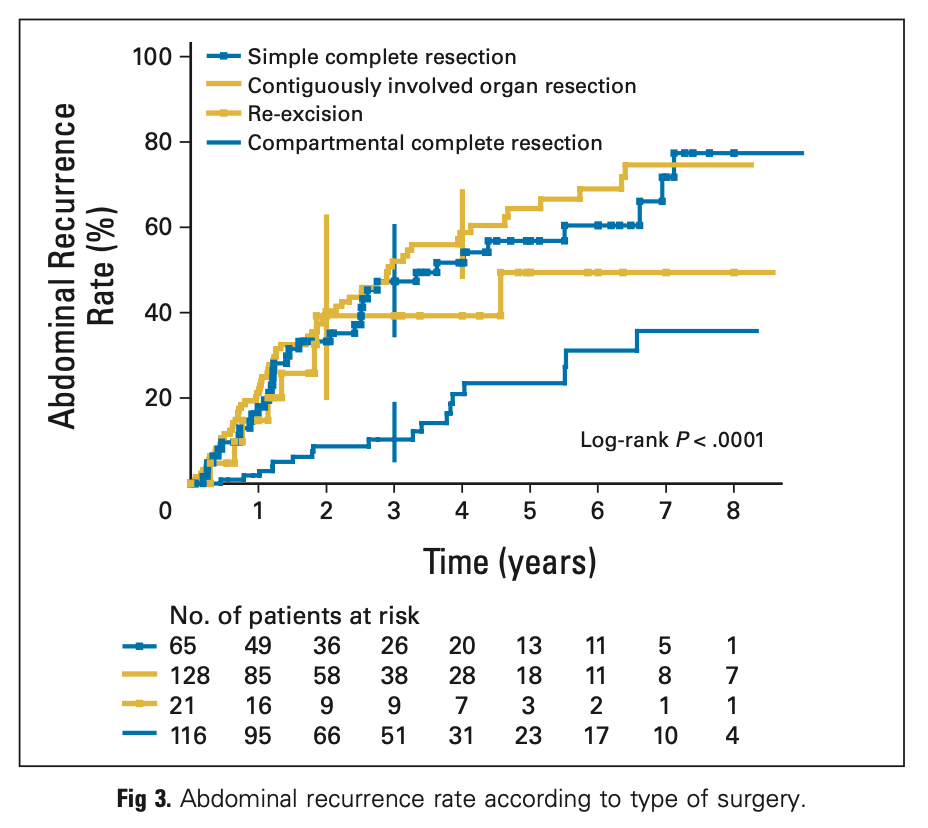 100
80
60
40
20
0
Abdominal Recurrence
Rate (%)
Simple complete resection
Contiguously involved organ resection
Re-excision
Compartmental complete resection
Log-rank P < .0001
1 2 3 4 5 6 7 8
Time (years)
No. of patients at risk
65 49 36 26 20 13 11 5 1
128 85 58 38 28 18 11 8 7
21 16 9 9 7 3 2 1 1
116 95 66 51 31 23 17 10 4
Fig 3. Abdominal recurrence rate according to type of surgery.